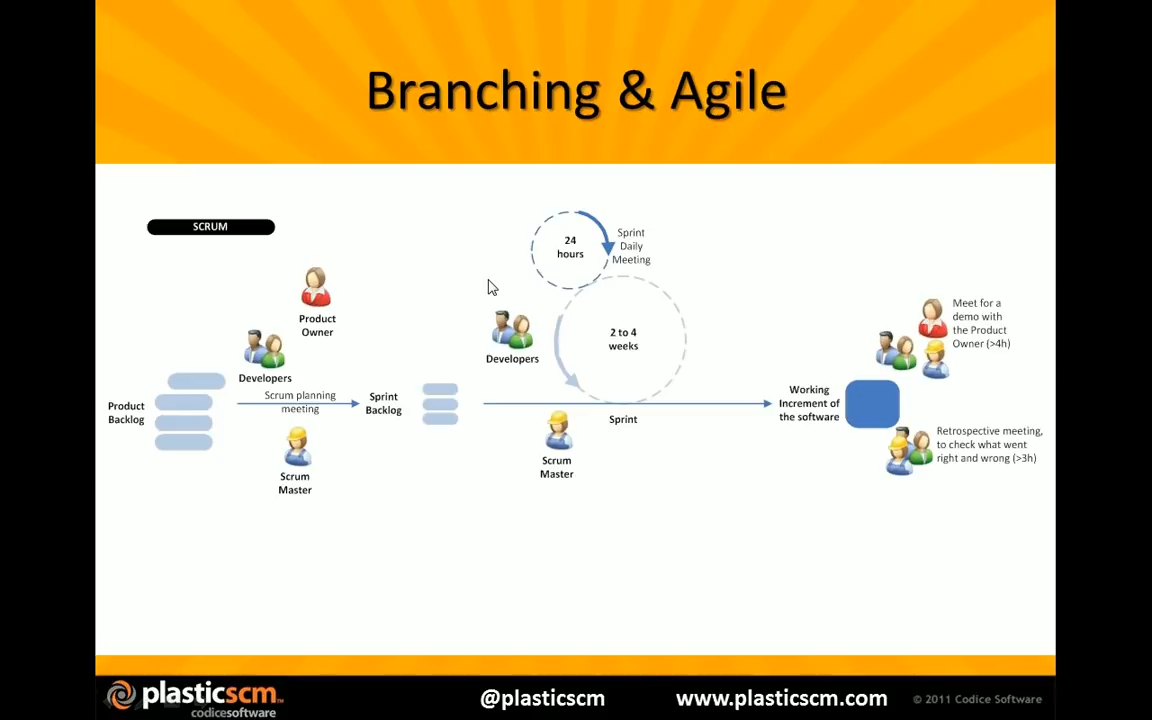 Branching & Agile
SCRUM
24
hours
Sprint
Daily
Meeting
Product
Owner
Developers
Product
Backlog
Scrum planning
meeting
Sprint
Backlog
Scrum
Master
Developers
2 to 4
weeks
Sprint
Scrum
Master
Working
Increment of
the software
Meet for a
demo with
the Product
Owner (>4h)
Retrospective meeting,
to check what went
right and wrong (>3h)
plasticscm™
codicesoftware
@plasticscm
www.plasticscm.com
© 2011 Codice Software